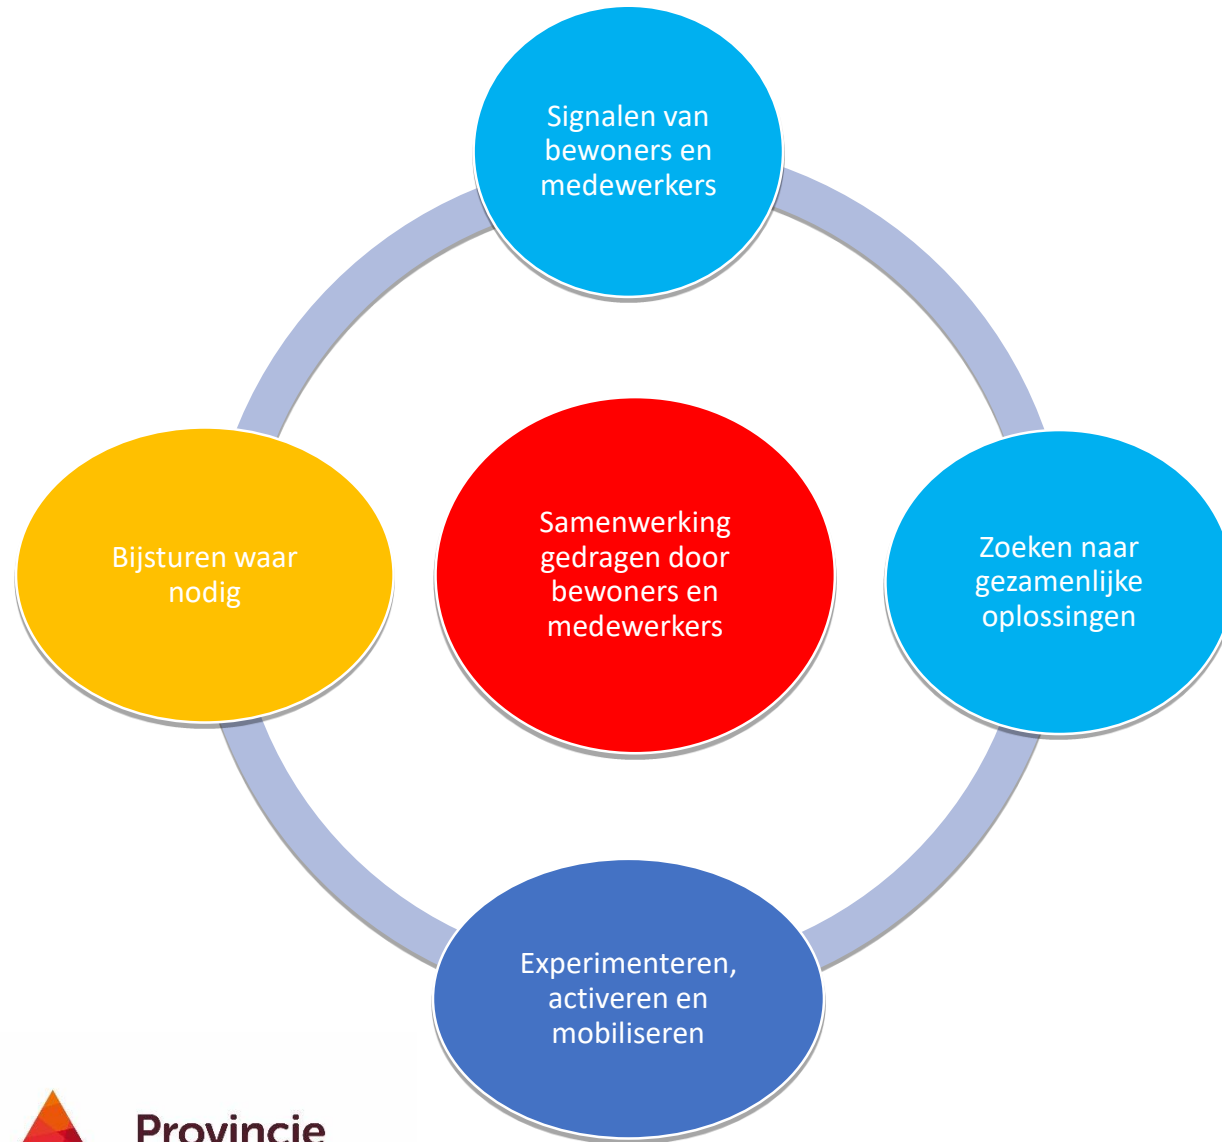 Signalen van
bewoners en
medewerkers
Bijsturen waar
nodig
Samenwerking
gedragen door
bewoners en
medewerkers
Zoeken naar
gezamenlijke
oplossingen
Experimenteren,
activeren en
mobiliseren
Provincie